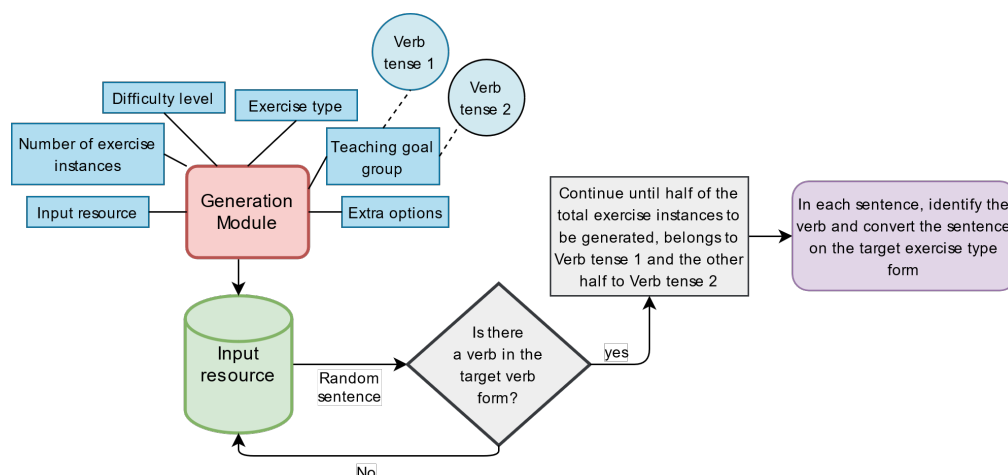 Verb
tense 1
Verb
tense 2
Difficulty level
Exercise type
Number of exercise
instances
Teaching goal
group
Input resource
Generation
Module
Extra options
Continue until half of the
total exercise instances to
be generated, belongs to
Verb tense 1 and the other
half to Verb tense 2
In each sentence, identify the
verb and convert the sentence
on the target exercise type
form
Input
resource
Random
sentence
Is there
a verb in the
target verb
form?
yes
No